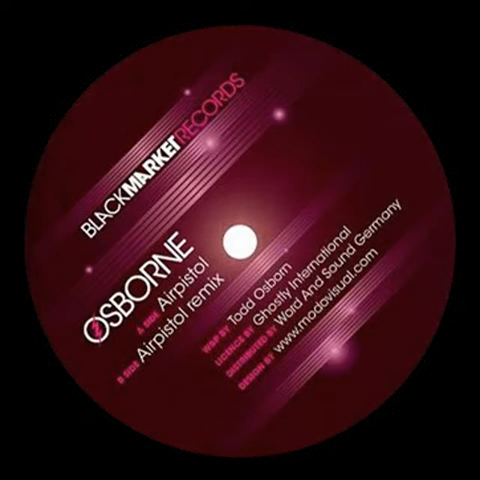 BLACKMARKETRECORDS
OSBORNE
A SIDE Airpistol
B SIDE Airpistol remix
W&P BY Todd Osborn
LICENCE BY Ghostly International
DISTRIBUTED BY Word And Sound Germany
DESIGN BY www.modovisual.com